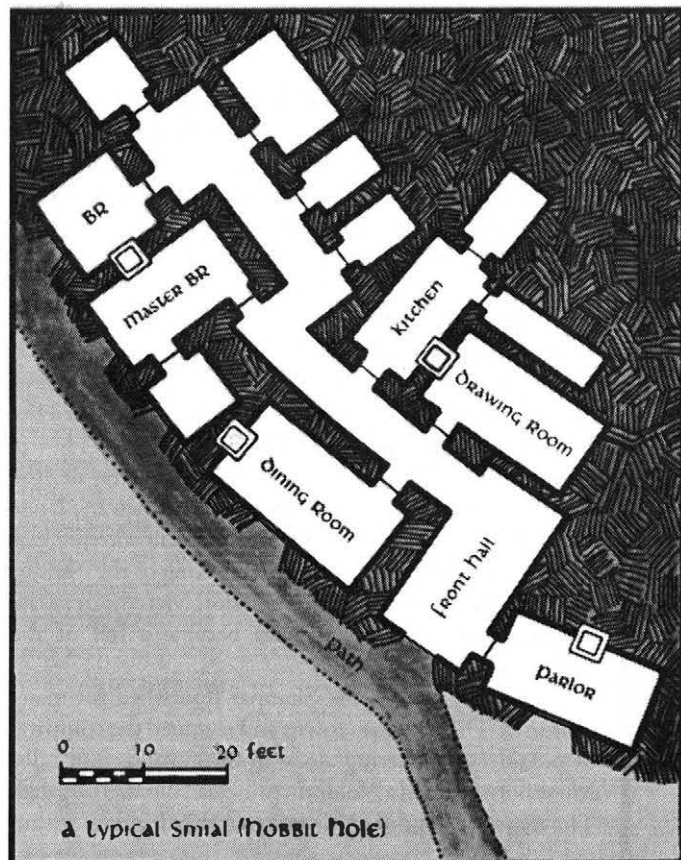 BR
Master BR
Kitchen
Drawing Room
Dining Room
Front Hall
Parlor
path
0 10 20 feet
a typical smial (hobbit hole)